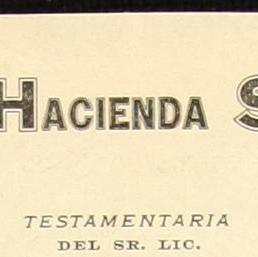 HACIENDA S
TESTAMENTARIA
DEL SR. LIC.